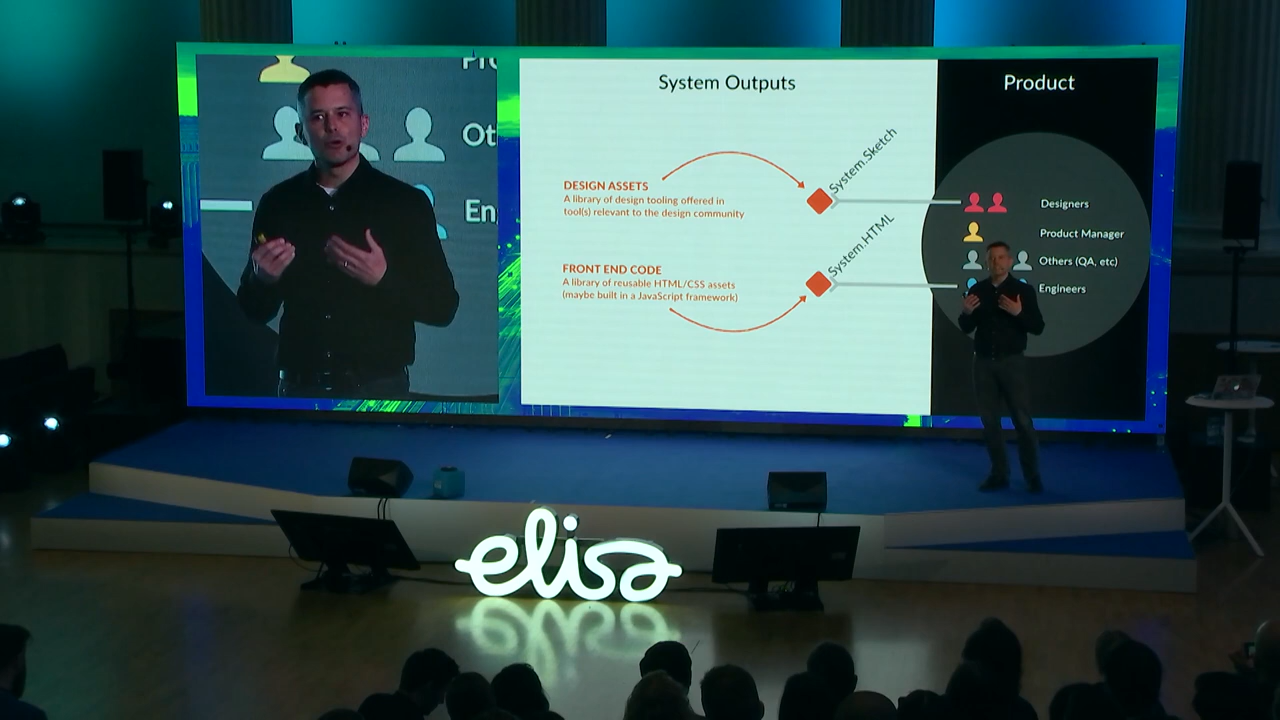 Ot
En
System Outputs
DESIGN ASSETS
A library of design tooling offered in
tool(s) relevant to the design community
System.Sketch
FRONT END CODE
A library of reusable HTML/CSS assets
(maybe built in a JavaScript framework)
System.HTML
Product
Designers
Product Manager
Others (QA, etc)
Engineers
elisa